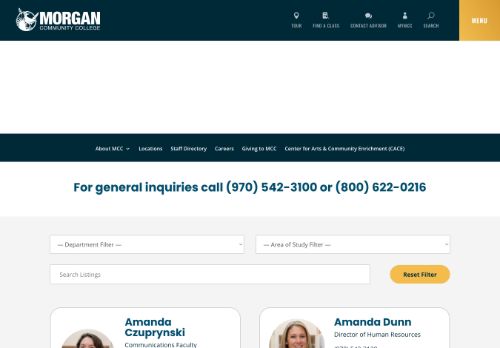 MORGAN
COMMUNITY COLLEGE
TOUR
FIND A CLASS
CONTACT ADVISOR
MYMCC
SEARCH
MENU
About MCC
Locations
Staff Directory
Careers
Giving to MCC
Center for Arts & Community Enrichment (CACE)
For general inquiries call (970) 542-3100 or (800) 622-0216
— Department Filter —
— Area of Study Filter —
Search Listings
Reset Filter
Amanda
Czuprynski
Communications Faculty
Amanda Dunn
Director of Human Resources